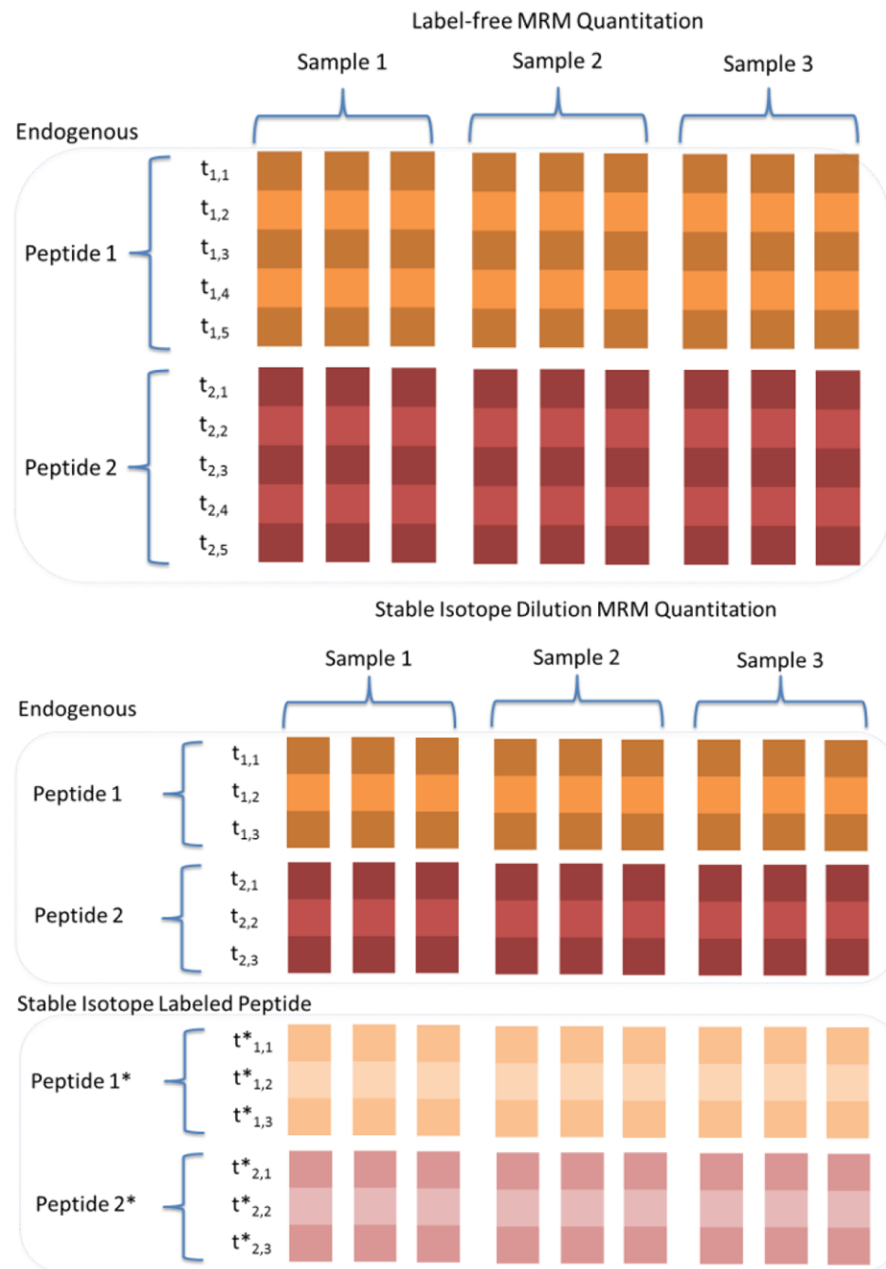 Label-free MRM Quantitation
Sample 1
Sample 2
Sample 3
Endogenous
Peptide 1
t1,1
t1,2
t1,3
t1,4
t1,5
Peptide 2
t2,1
t2,2
t2,3
t2,4
t2,5
Stable Isotope Dilution MRM Quantitation
Sample 1
Sample 2
Sample 3
Endogenous
Peptide 1
t1,1
t1,2
t1,3
Peptide 2
t2,1
t2,2
t2,3
Stable Isotope Labeled Peptide
Peptide 1*
t*1,1
t*1,2
t*1,3
Peptide 2*
t*2,1
t*2,2
t*2,3